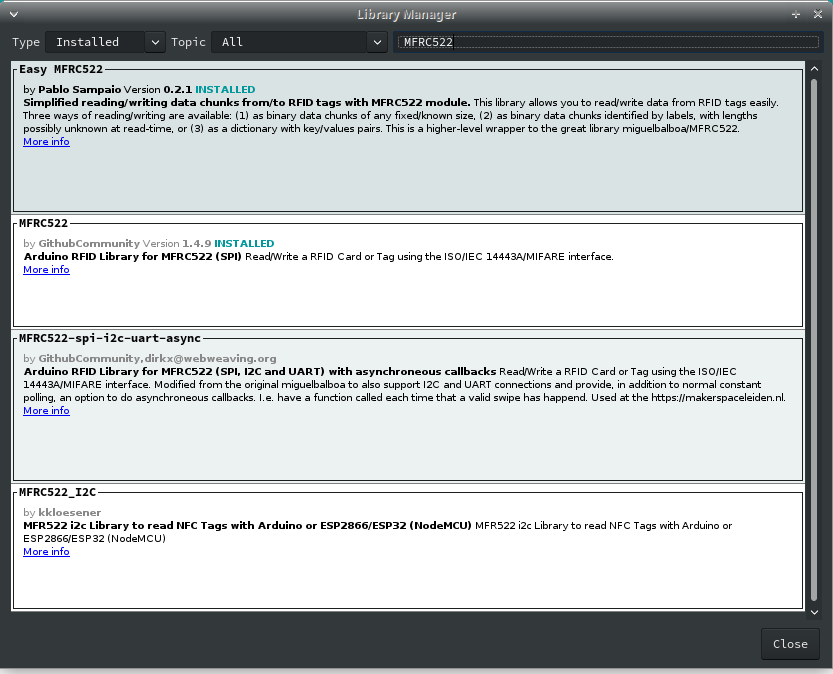 Library Manager
Type Installed Topic All MFRC522
Easy MFRC522
by Pablo Sampaio Version 0.2.1 INSTALLED
Simplified reading/writing data chunks from/to RFID tags with MFRC522 module. This library allows you to read/write data from RFID tags easily.
Three ways of reading/writing are available: (1) as binary data chunks of any fixed/known size, (2) as binary data chunks identified by labels, with lengths
possibly unknown at read-time, or (3) as a dictionary with key/values pairs. This is a higher-level wrapper to the great library miguelbalboa/MFRC522.
More info
MFRC522
by GithubCommunity Version 1.4.9 INSTALLED
Arduino RFID Library for MFRC522 (SPI) Read/Write a RFID Card or Tag using the ISO/IEC 14443A/MIFARE interface.
More info
MFRC522-spi-i2c-uart-async
by GithubCommunity,dirkx@webweaving.org
Arduino RFID Library for MFRC522 (SPI, I2C and UART) with asynchroneous callbacks Read/Write a RFID Card or Tag using the ISO/IEC
14443A/MIFARE interface. Modified from the original miguelbalboa to also support I2C and UART connections and provide, in addition to normal constant
polling, an option to do asynchroneous callbacks. I.e. have a function called each time that a valid swipe has happend. Used at the https://makerspaceleiden.nl.
More info
MFRC522_I2C
by kkloesener
MFR522 i2c Library to read NFC Tags with Arduino or ESP2866/ESP32 (NodeMCU) MFR522 i2c Library to read NFC Tags with Arduino or
ESP2866/ESP32 (NodeMCU)
More info
Close